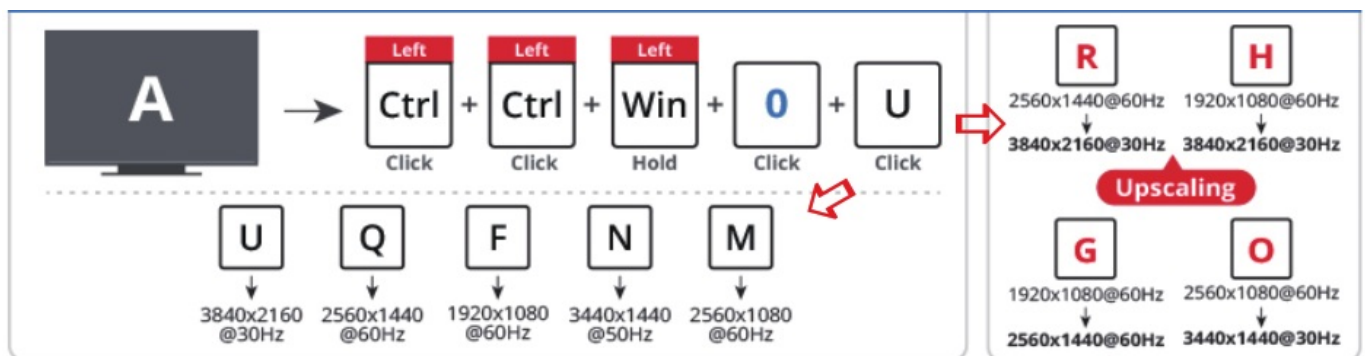 A
Left Left Left
Ctrl + Ctrl + Win + 0 + U
Click Click Hold Click Click
U Q F N M
3840x2160 2560x1440 1920x1080 3440x1440 2560x1080
@30Hz @60Hz @60Hz @50Hz @60Hz
R H
2560x1440@60Hz 1920x1080@60Hz
3840x2160@30Hz 3840x2160@30Hz
Upscaling
G O
1920x1080@60Hz 2560x1080@60Hz
2560x1440@60Hz 3440x1440@30Hz